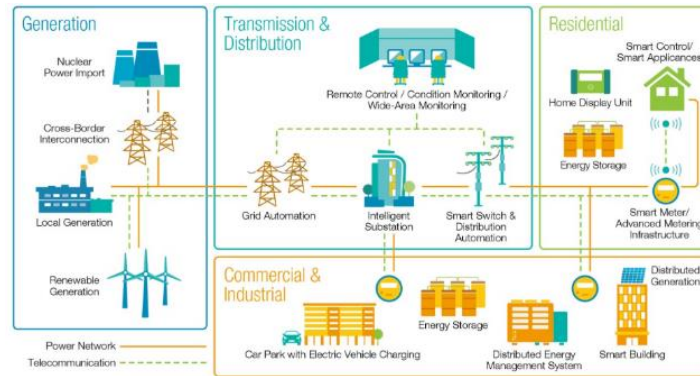 Generation
Nuclear
Power Import
Cross-Border
Interconnection
Local Generation
Renewable
Generation
Power Network
Telecommunication
Transmission &
Distribution
Remote Control / Condition Monitoring /
Wide-Area Monitoring
Grid Automation
Intelligent
Substation
Smart Switch &
Distribution
Automation
Residential
Smart Control/
Smart Applicances
Home Display Unit
Energy Storage
Smart Meter/
Advanced Metering
Infrastructure
Commercial &
Industrial
Car Park with Electric Vehicle Charging
Energy Storage
Distributed Energy
Management System
Distributed
Generation
Smart Building